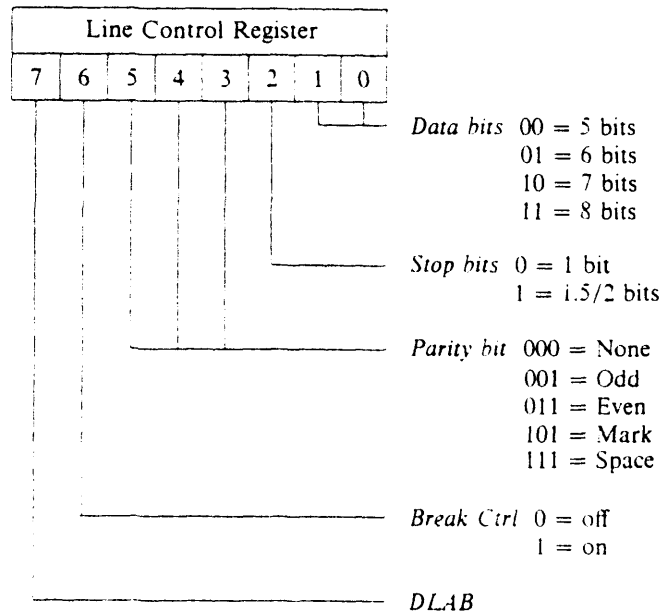 Line Control Register
7 6 5 4 3 2 1 0
Data bits 00 = 5 bits
01 = 6 bits
10 = 7 bits
11 = 8 bits
Stop bits 0 = 1 bit
1 = 1.5/2 bits
Parity bit 000 = None
001 = Odd
011 = Even
101 = Mark
111 = Space
Break Ctrl 0 = off
1 = on
DLAB